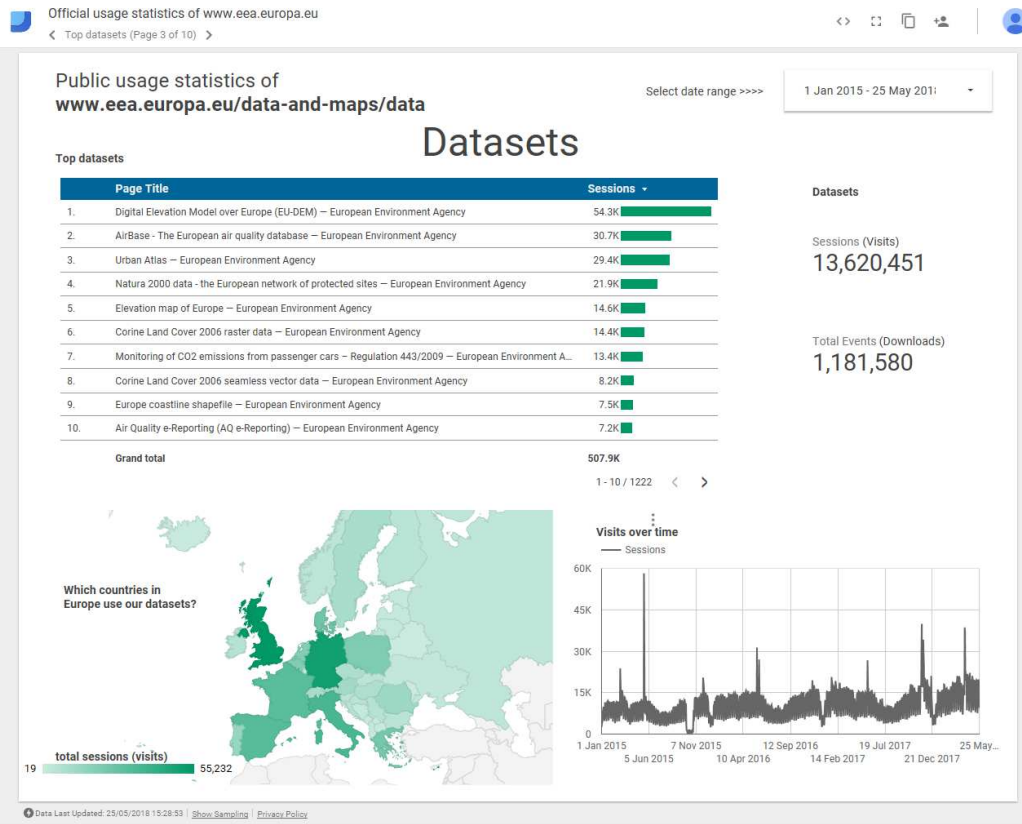 Official usage statistics of www.eea.europa.eu
Top datasets (Page 3 of 10)
Public usage statistics of
www.eea.europa.eu/data-and-maps/data
Select date range >>>>
1 Jan 2015 - 25 May 201
Datasets
Top datasets
Page Title Sessions
1. Digital Elevation Model over Europe (EU-DEM) — European Environment Agency 54.3K
2. AirBase - The European air quality database — European Environment Agency 30.7K
3. Urban Atlas — European Environment Agency 29.4K
4. Natura 2000 data - the European network of protected sites — European Environment Agency 21.9K
5. Elevation map of Europe — European Environment Agency 14.6K
6. Corine Land Cover 2006 raster data — European Environment Agency 14.4K
7. Monitoring of CO2 emissions from passenger cars – Regulation 443/2009 — European Environment A... 13.4K
8. Corine Land Cover 2006 seamless vector data — European Environment Agency 8.2K
9. Europe coastline shapefile — European Environment Agency 7.5K
10. Air Quality e-Reporting (AQ e-Reporting) — European Environment Agency 7.2K
Grand total 507.9K
1 - 10 / 1222
Datasets
Sessions (Visits)
13,620,451
Total Events (Downloads)
1,181,580
Which countries in
Europe use our datasets?
total sessions (visits)
19 55,232
Visits over time
Sessions
60K
45K
30K
15K
0
1 Jan 2015 7 Nov 2015 12 Sep 2016 19 Jul 2017 25 May...
5 Jun 2015 10 Apr 2016 14 Feb 2017 21 Dec 2017
Data Last Updated: 25/05/2018 15:28:53 Show Sampling Privacy Policy